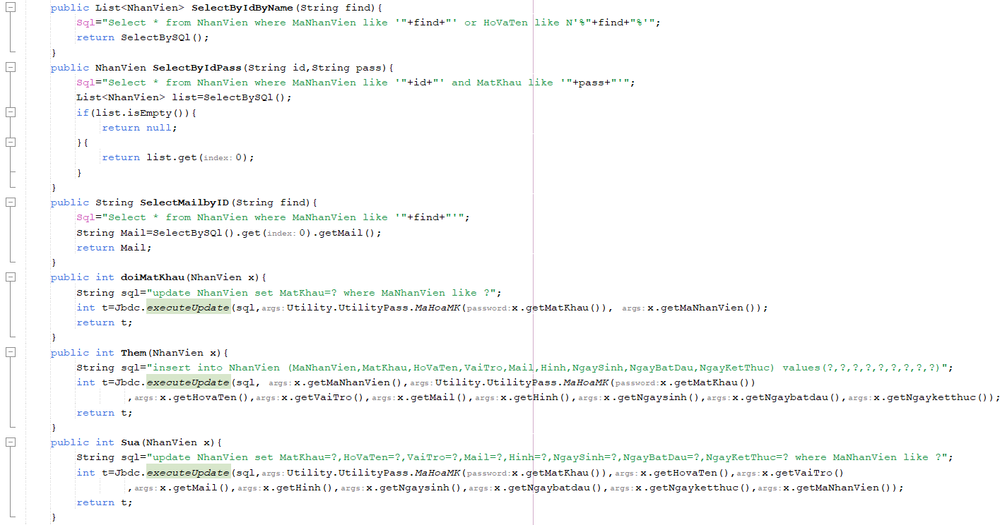 public List<NhanVien> SelectByIdByName(String find){
Sql="Select * from NhanVien where MaNhanVien like '"+find+"' or HoVaTen like N'%"+find+"%'";
return SelectBySQl();
}
public NhanVien SelectByIdPass(String id,String pass){
Sql="Select * from NhanVien where MaNhanVien like '"+id+"' and MatKhau like '"+pass+"'";
List<NhanVien> list=SelectBySQl();
if(list.isEmpty()){
return null;
}{
return list.get(index: 0);
}
}
public String SelectMailbyID(String find){
Sql="Select * from NhanVien where MaNhanVien like '"+find+"'";
String Mail=SelectBySQl().get(index: 0).getMail();
return Mail;
}
public int doiMatKhau(NhanVien x){
String sql="update NhanVien set MatKhau=? where MaNhanVien like ?";
int t=Jbdc.executeUpdate(sql,args: Utility.UtilityPass.MaHoaMK(password: x.getMatKhau()), args: x.getMaNhanVien());
return t;
}
public int Them(NhanVien x){
String sql="insert into NhanVien (MaNhanVien,MatKhau,HoVaTen,VaiTro,Mail,Hinh,NgaySinh,NgayBatDau,NgayKetThuc) values(?,?,?,?,?,?,?,?,?)";
int t=Jbdc.executeUpdate(sql, args: x.getMaNhanVien(),args: Utility.UtilityPass.MaHoaMK(password: x.getMatKhau())
,args: x.getHovaTen(),args: x.getVaiTro(),args: x.getMail(),args: x.getHinh(),args: x.getNgaysinh(),args: x.getNgaybatdau(),args: x.getNgayketthuc());
return t;
}
public int Sua(NhanVien x){
String sql="update NhanVien set MatKhau=?,HoVaTen=?,VaiTro=?,Mail=?,Hinh=?,NgaySinh=?,NgayBatDau=?,NgayKetThuc=? where MaNhanVien like ?";
int t=Jbdc.executeUpdate(sql,args: Utility.UtilityPass.MaHoaMK(password: x.getMatKhau()),args: x.getHovaTen(),args: x.getVaiTro()
,args: x.getMail(),args: x.getHinh(),args: x.getNgaysinh(),args: x.getNgaybatdau(),args: x.getNgayketthuc(),args: x.getMaNhanVien());
return t;
}